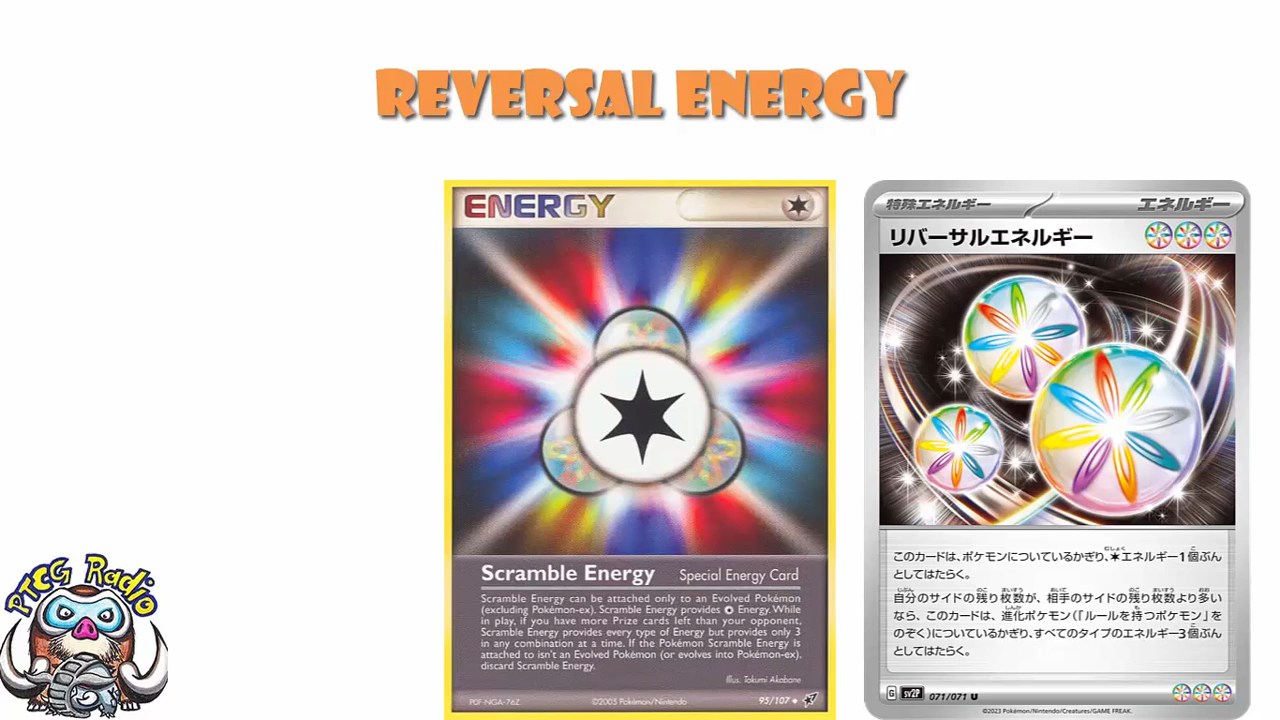 REVERSAL ENERGY
ENERGY
Scramble Energy Special Energy Card
Scramble Energy can be attached only to an Evolved Pokémon
(excluding Pokémon-ex). Scramble Energy provides Energy. While
in play, if you have more Prize cards left than your opponent,
Scramble Energy provides every type of Energy but provides only 3
in any combination at a time. If the Pokémon Scramble Energy is
attached to isn't an Evolved Pokémon (or evolves into Pokémon-ex),
discard Scramble Energy.
Illus. Takumi Akabane
POF-NGA-76Z ©2005 Pokémon/Nintendo 95/107
特殊エネルギー エネルギー
リバーサルエネルギー
このカードは、ポケモンについているかぎり、エネルギー1個ぶん
としてはたらく。
自分のサイドの残り枚数が、相手のサイドの残り枚数より多い
なら、このカードは、進化ポケモン(「ルールを持つポケモン」を
のぞく)についているかぎり、すべてのタイプのエネルギー3個ぶん
としてはたらく。
G SV2P 071/071 U
©2023 Pokémon/Nintendo/Creatures/GAME FREAK.
PTCG Radio